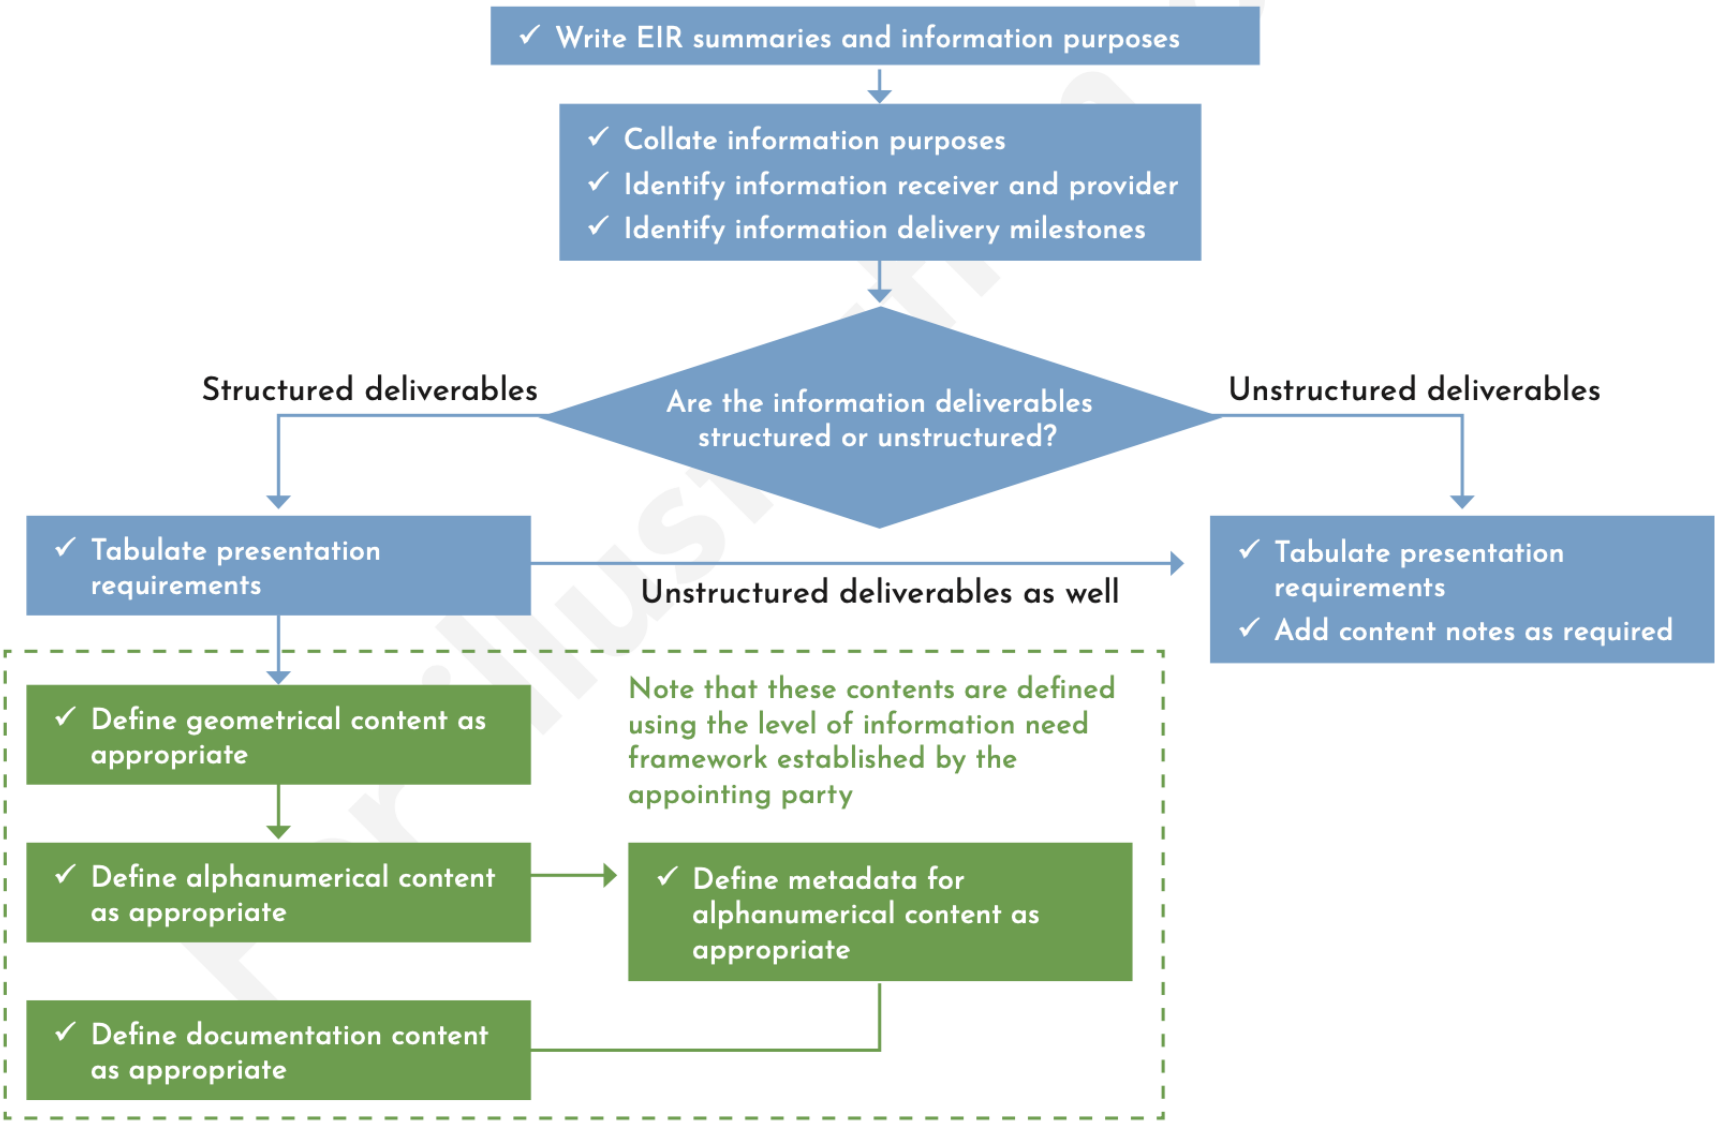 ✓ Write EIR summaries and information purposes
✓ Collate information purposes
✓ Identify information receiver and provider
✓ Identify information delivery milestones
Are the information deliverables
structured or unstructured?
Structured deliverables
Unstructured deliverables
✓ Tabulate presentation
requirements
Unstructured deliverables as well
✓ Tabulate presentation
requirements
✓ Add content notes as required
✓ Define geometrical content as
appropriate
Note that these contents are defined
using the level of information need
framework established by the
appointing party
✓ Define alphanumerical content
as appropriate
✓ Define metadata for
alphanumerical content as
appropriate
✓ Define documentation content
as appropriate